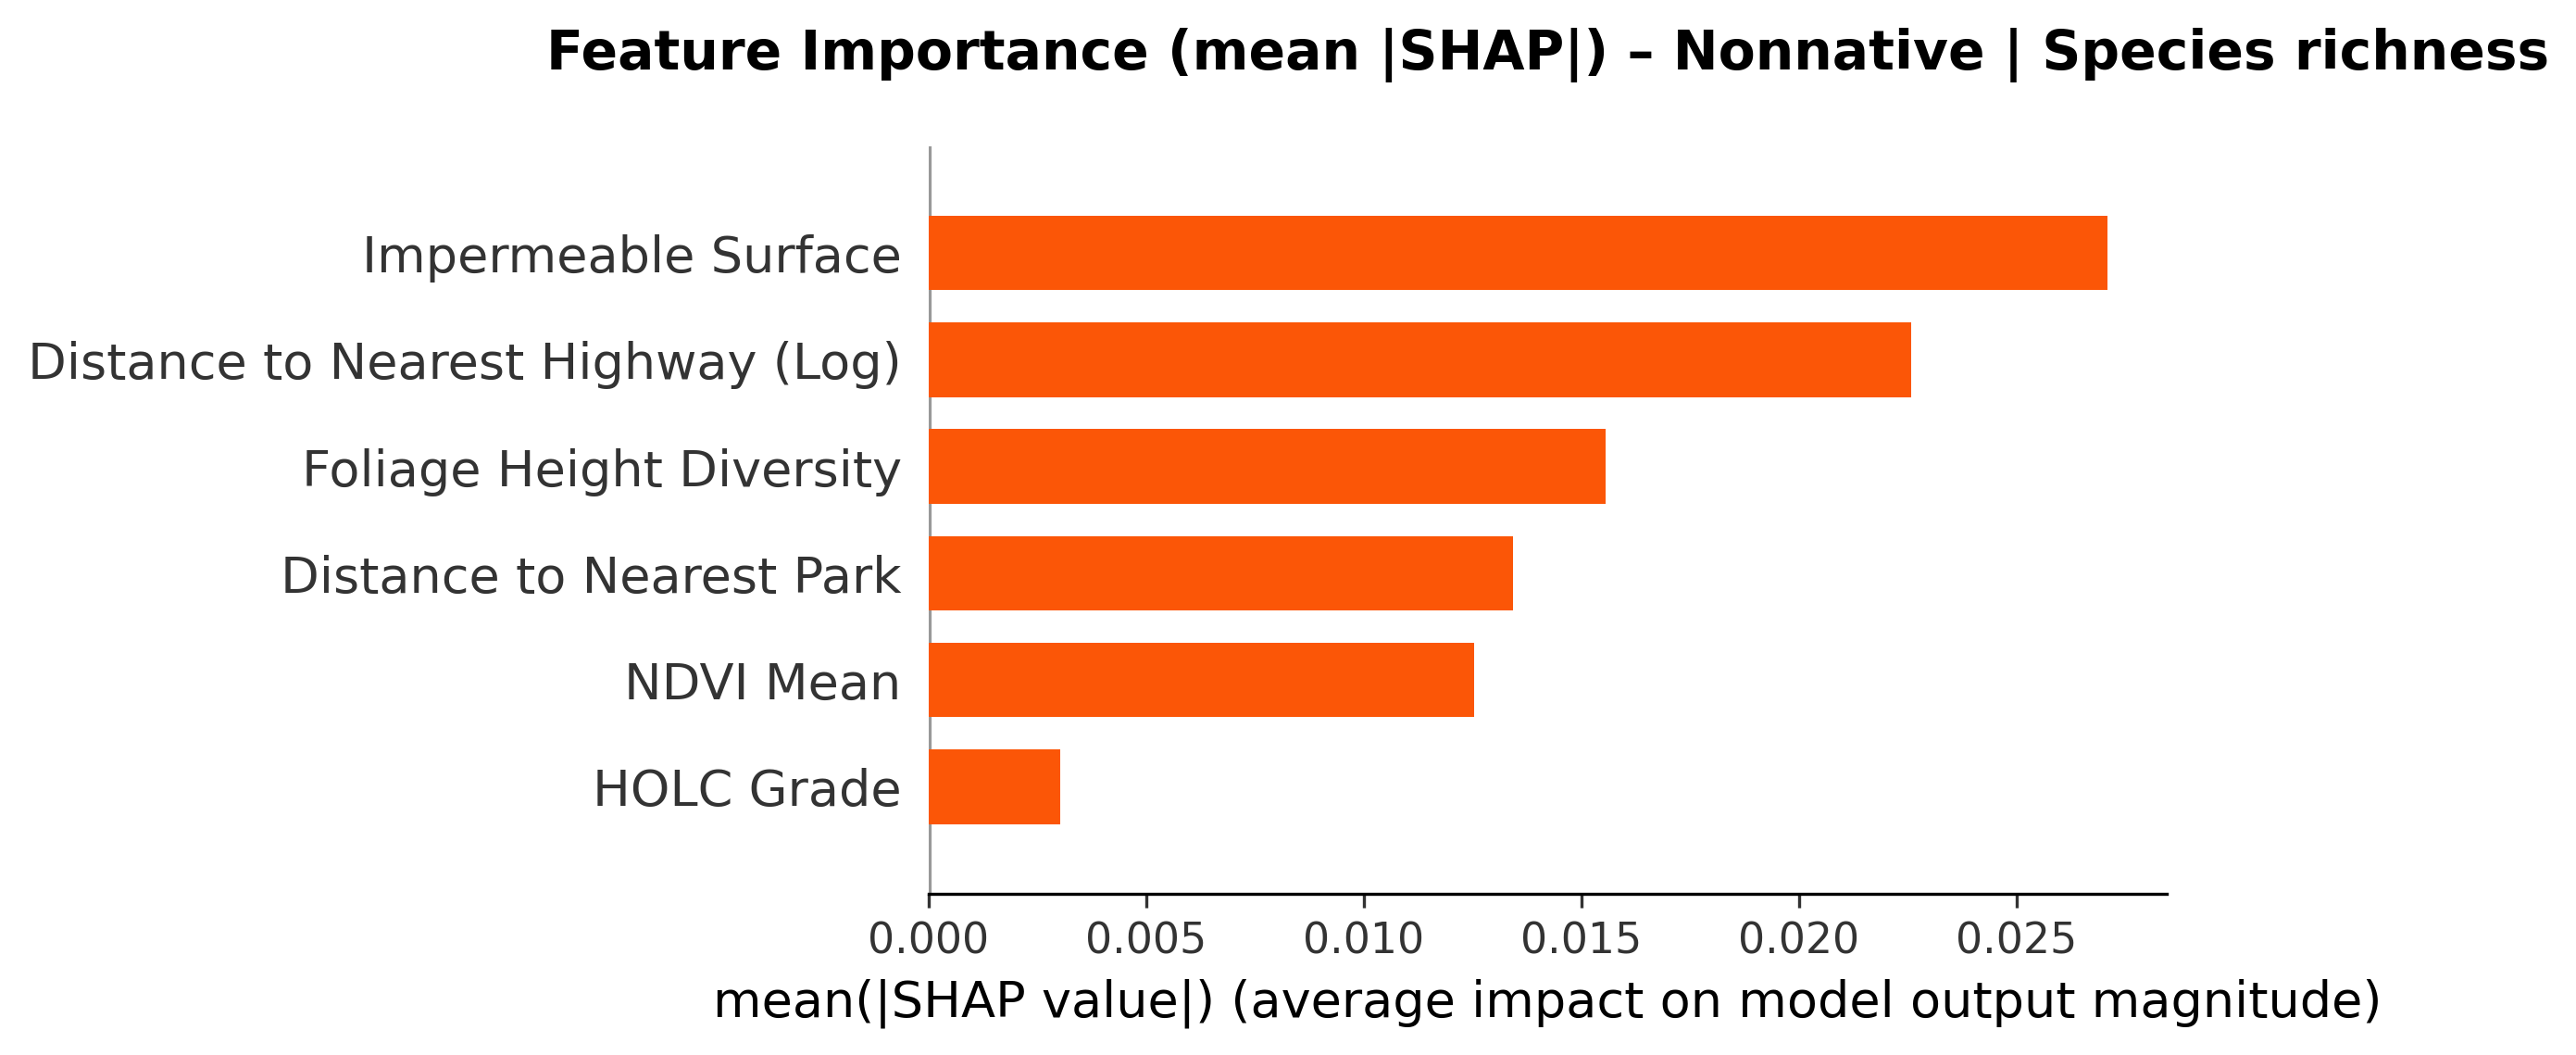 Feature Importance (mean |SHAP|) – Nonnative | Species richness
Impermeable Surface
Distance to Nearest Highway (Log)
Foliage Height Diversity
Distance to Nearest Park
NDVI Mean
HOLC Grade
0.000 0.005 0.010 0.015 0.020 0.025
mean(|SHAP value|) (average impact on model output magnitude)